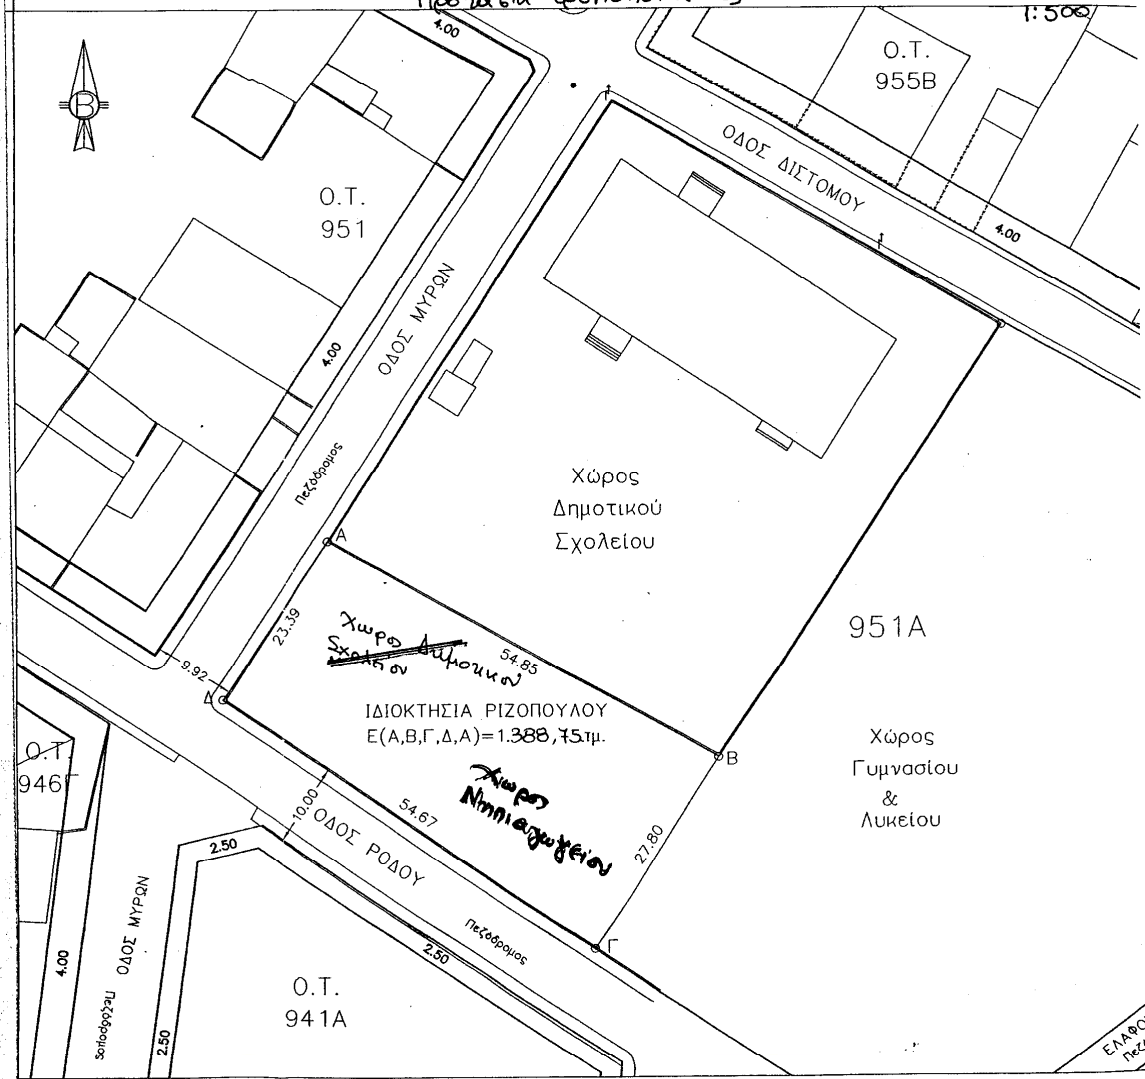 1:500
4.00
Ο.Τ.
955Β
Β
ΟΔΟΣ ΔΙΣΤΟΜΟΥ
Ο.Τ.
951
4.00
ΟΔΟΣ ΜΥΡΩΝ
4.00
Πεζόδρομος
Χώρος
Δημοτικού
Σχολείου
Α
951Α
23.39
Χώρος Δημοτικού
Σχολείου
54.85
9.92
Δ
ΙΔΙΟΚΤΗΣΙΑ ΡΙΖΟΠΟΥΛΟΥ
Ε(Α,Β,Γ,Δ,Α)=1.388,75τμ.
Β
Χώρος
Γυμνασίου
&
Λυκείου
Ο.Τ.
946Γ
Χώρος
Νηπιαγωγείου
10.00
54.67
ΟΔΟΣ ΡΟΔΟΥ
27.80
2.50
Πεζόδρομος
Γ
ΟΔΟΣ ΜΥΡΩΝ
Πεζόδρομος
4.00
2.50
2.50
Ο.Τ.
941Α